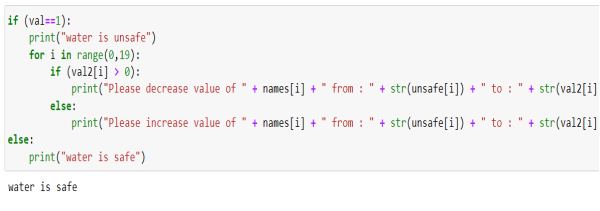 if (val==1):
    print("water is unsafe")
    for i in range(0,19):
        if (val2[i] > 0):
            print("Please decrease value of " + names[i] + " from : " + str(unsafe[i]) + " to : " + str(val2[i]
        else:
            print("Please increase value of " + names[i] + " from : " + str(unsafe[i]) + " to : " + str(val2[i]
else:
    print("water is safe")
water is safe